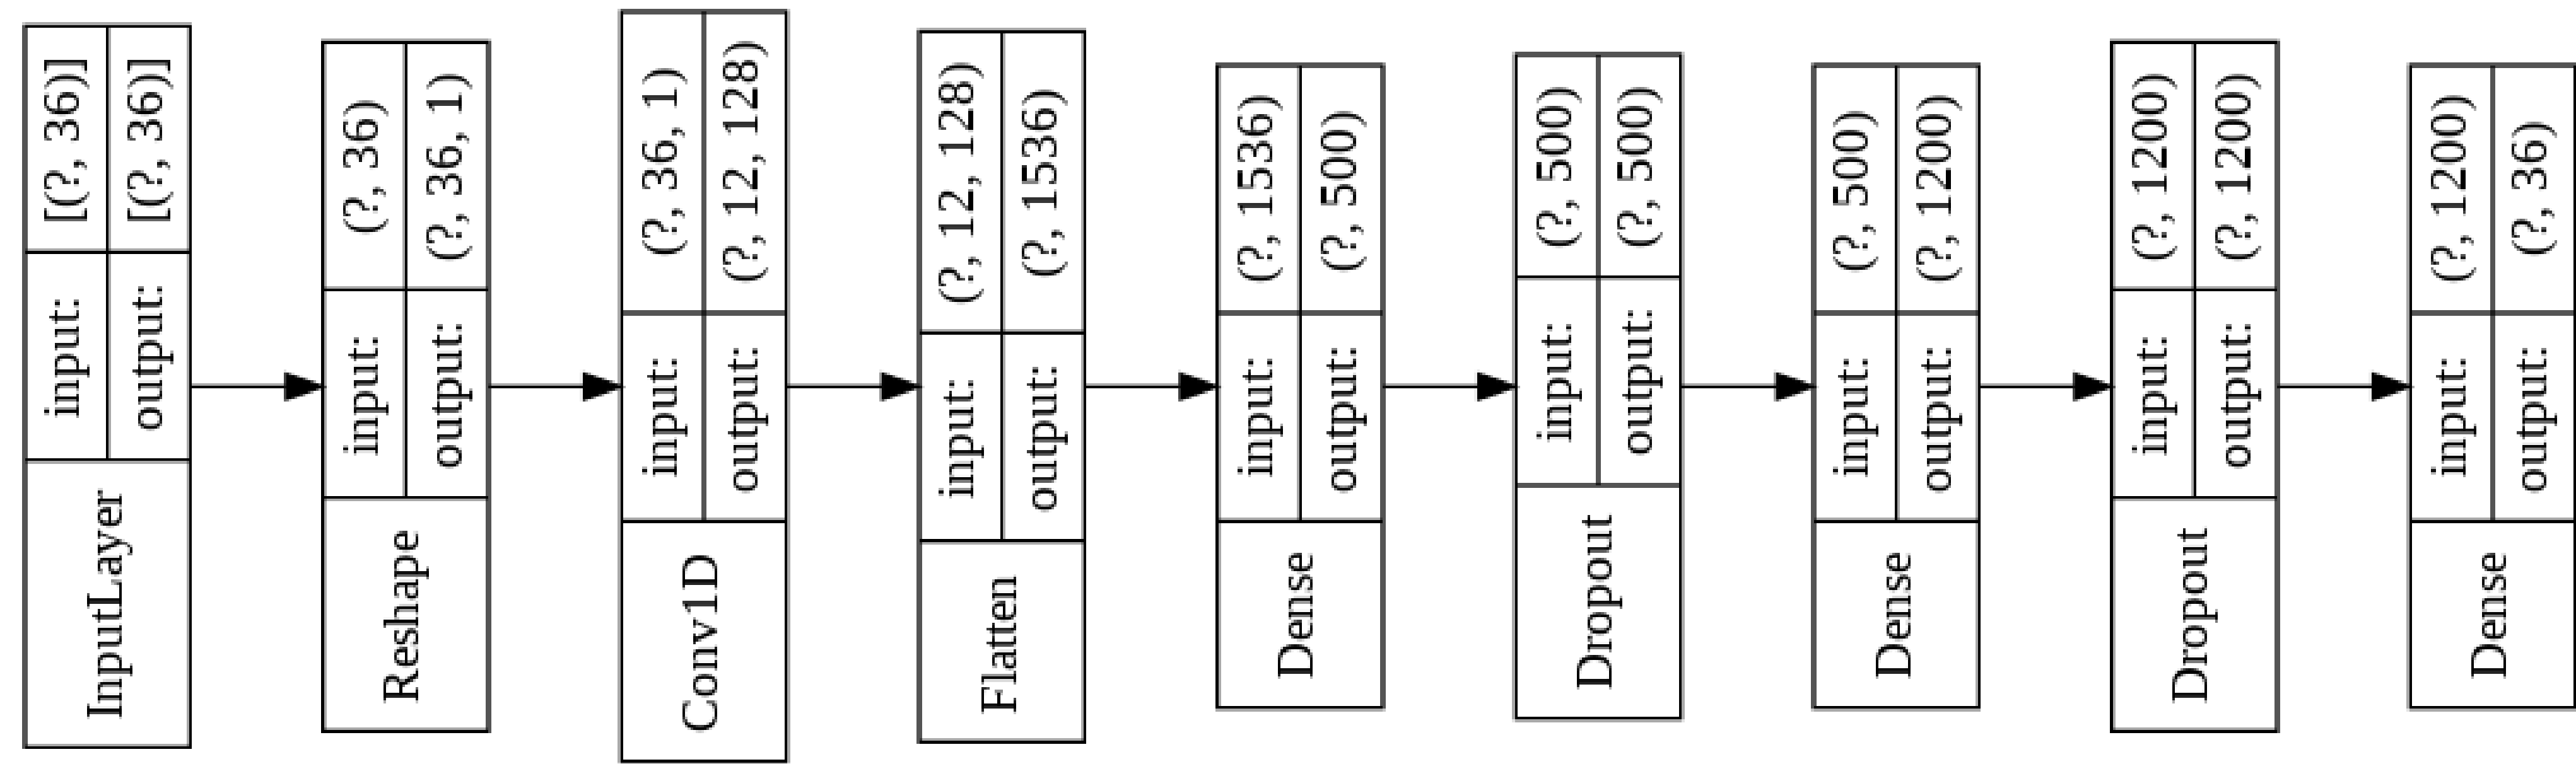 InputLayer
input:
[(?, 36)]
output:
[(?, 36)]
Reshape
input:
(?, 36)
output:
(?, 36, 1)
Conv1D
input:
(?, 36, 1)
output:
(?, 12, 128)
Flatten
input:
(?, 12, 128)
output:
(?, 1536)
Dense
input:
(?, 1536)
output:
(?, 500)
Dropout
input:
(?, 500)
output:
(?, 500)
Dense
input:
(?, 500)
output:
(?, 1200)
Dropout
input:
(?, 1200)
output:
(?, 1200)
Dense
input:
(?, 1200)
output:
(?, 36)